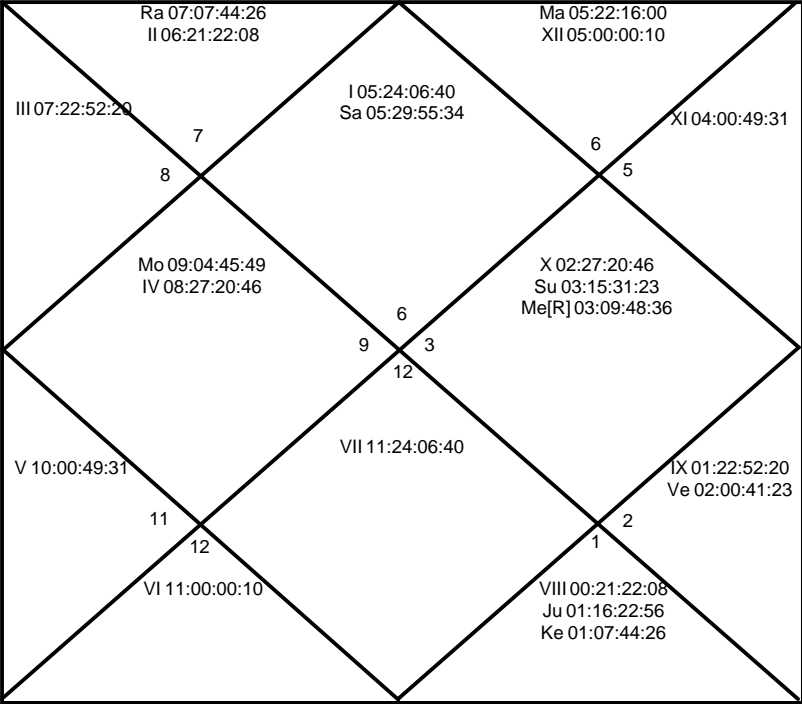 Ra 07:07:44:26
II 06:21:22:08
Ma 05:22:16:00
XII 05:00:00:10
I 05:24:06:40
Sa 05:29:55:34
III 07:22:52:20
XI 04:00:49:31
7
6
8
5
Mo 09:04:45:49
IV 08:27:20:46
X 02:27:20:46
Su 03:15:31:23
Me[R] 03:09:48:36
6
9
3
12
VII 11:24:06:40
V 10:00:49:31
IX 01:22:52:20
Ve 02:00:41:23
11
2
12
1
VI 11:00:00:10
VIII 00:21:22:08
Ju 01:16:22:56
Ke 01:07:44:26